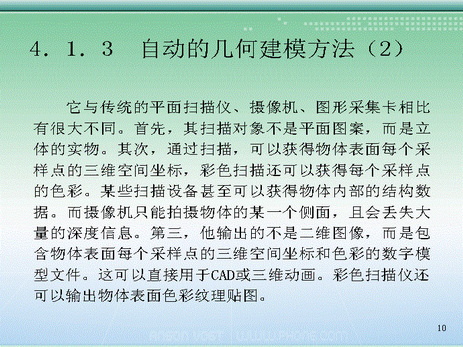 4．1．3　自动的几何建模方法（2）
它与传统的平面扫描仪、摄像机、图形采集卡相比
有很大不同。首先，其扫描对象不是平面图案，而是立
体的实物。其次，通过扫描，可以获得物体表面每个采
样点的三维空间坐标，彩色扫描还可以获得每个采样点
的色彩。某些扫描设备甚至可以获得物体内部的结构数
据。而摄像机只能拍摄物体的某一个侧面，且会丢失大
量的深度信息。第三，他输出的不是二维图像，而是包
含物体表面每个采样点的三维空间坐标和色彩的数字模
型文件。这可以直接用于CAD或三维动画。彩色扫描仪还
可以输出物体表面色彩纹理贴图。
10